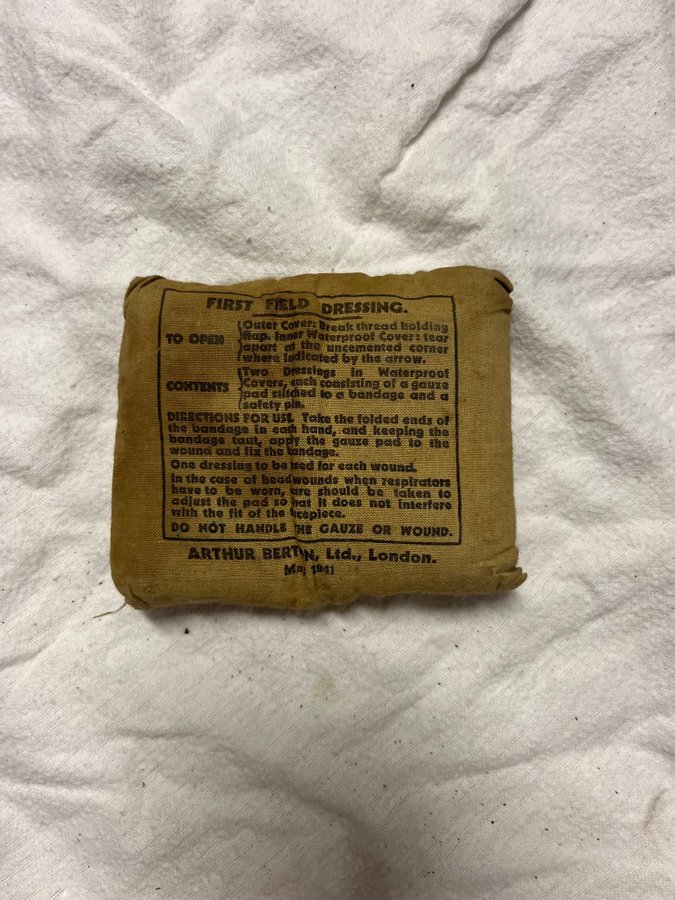 FIRST FIELD DRESSING.
TO OPEN
Outer Cover: Break thread holding
flap. Inner Waterproof Cover: tear
apart at the uncemented corner
where indicated by the arrow.
CONTENTS
Two Dressings in Waterproof
Covers, each consisting of a gauze
pad stitched to a bandage and a
safety pin.
DIRECTIONS FOR USE. Take the folded ends of
the bandage in each hand, and keeping the
bandage taut, apply the gauze pad to the
wound and fix the bandage.
One dressing to be used for each wound.
In the case of head wounds when respirators
have to be worn, care should be taken to
adjust the pad so that it does not interfere
with the fit of the facepiece.
DO NOT HANDLE THE GAUZE OR WOUND.
ARTHUR BERTON, Ltd., London.
1941